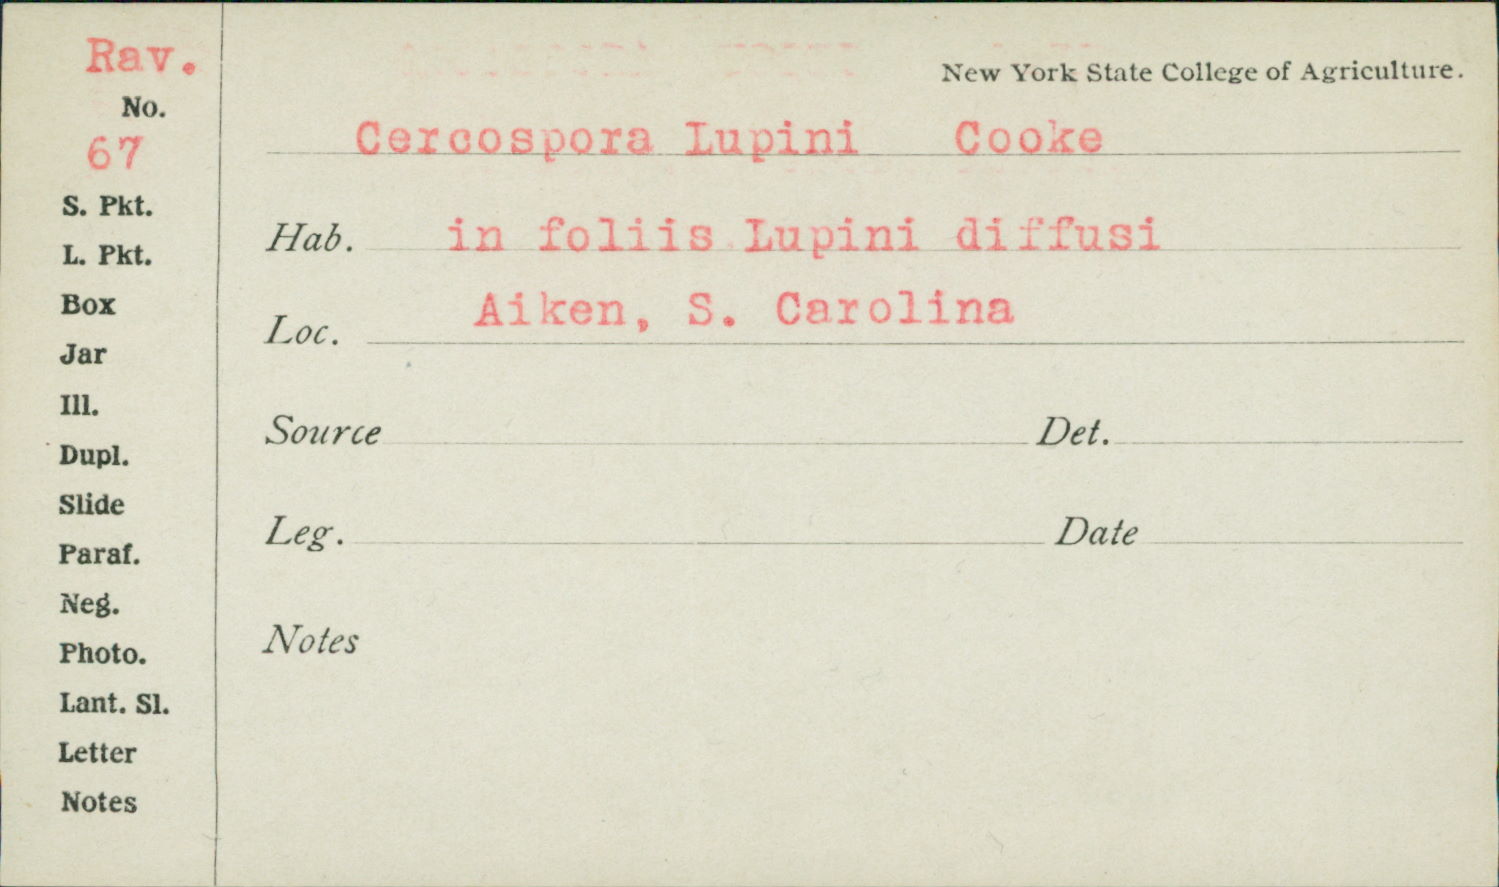 Rav.
No.
67
S. Pkt.
L. Pkt.
Box
Jar
Ill.
Dupl.
Slide
Paraf.
Neg.
Photo.
Lant. Sl.
Letter
Notes
New York State College of Agriculture.
Cercospora Lupini Cooke
Hab. in foliis Lupini diffusi
Loc. Aiken, S. Carolina
Source Det.
Leg. Date
Notes